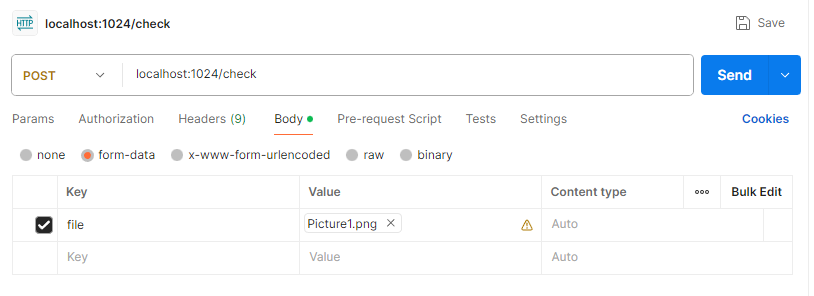 HTTP localhost:1024/check Save
POST localhost:1024/check Send
Params Authorization Headers (9) Body Pre-request Script Tests Settings Cookies
none form-data x-www-form-urlencoded raw binary
Key Value Content type Bulk Edit
file Picture1.png Auto
Key Value Auto